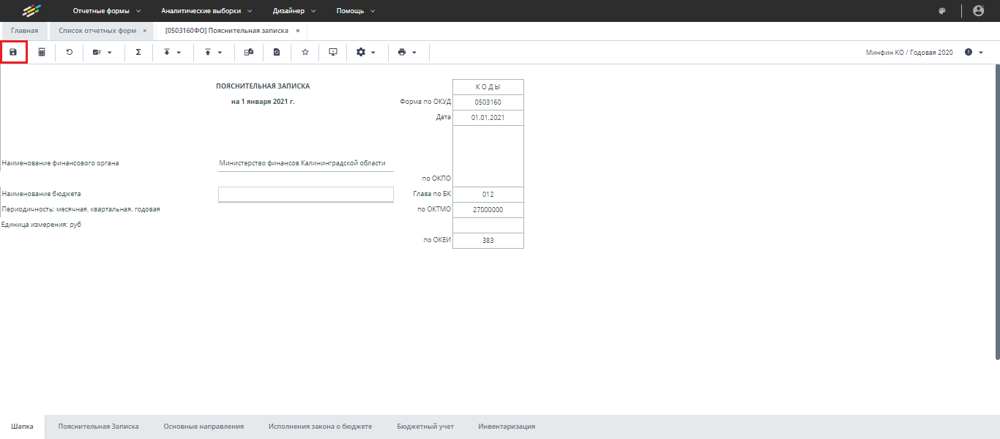 Отчетные формы Аналитические выборки Дизайнер Помощь
Главная Список отчетных форм × [0503160ФО] Пояснительная записка ×
Σ Минфин КО / Годовая 2020
ПОЯСНИТЕЛЬНАЯ ЗАПИСКА К О Д Ы
на 1 января 2021 г. Форма по ОКУД 0503160
Дата 01.01.2021
Наименование финансового органа Министерство финансов Калининградской области
по ОКПО
Наименование бюджета Глава по БК 012
Периодичность: месячная, квартальная, годовая по ОКТМО 27000000
Единица измерения: руб
по ОКЕИ 383
Шапка Пояснительная Записка Основные направления Исполнения закона о бюджете Бюджетный учет Инвентаризация